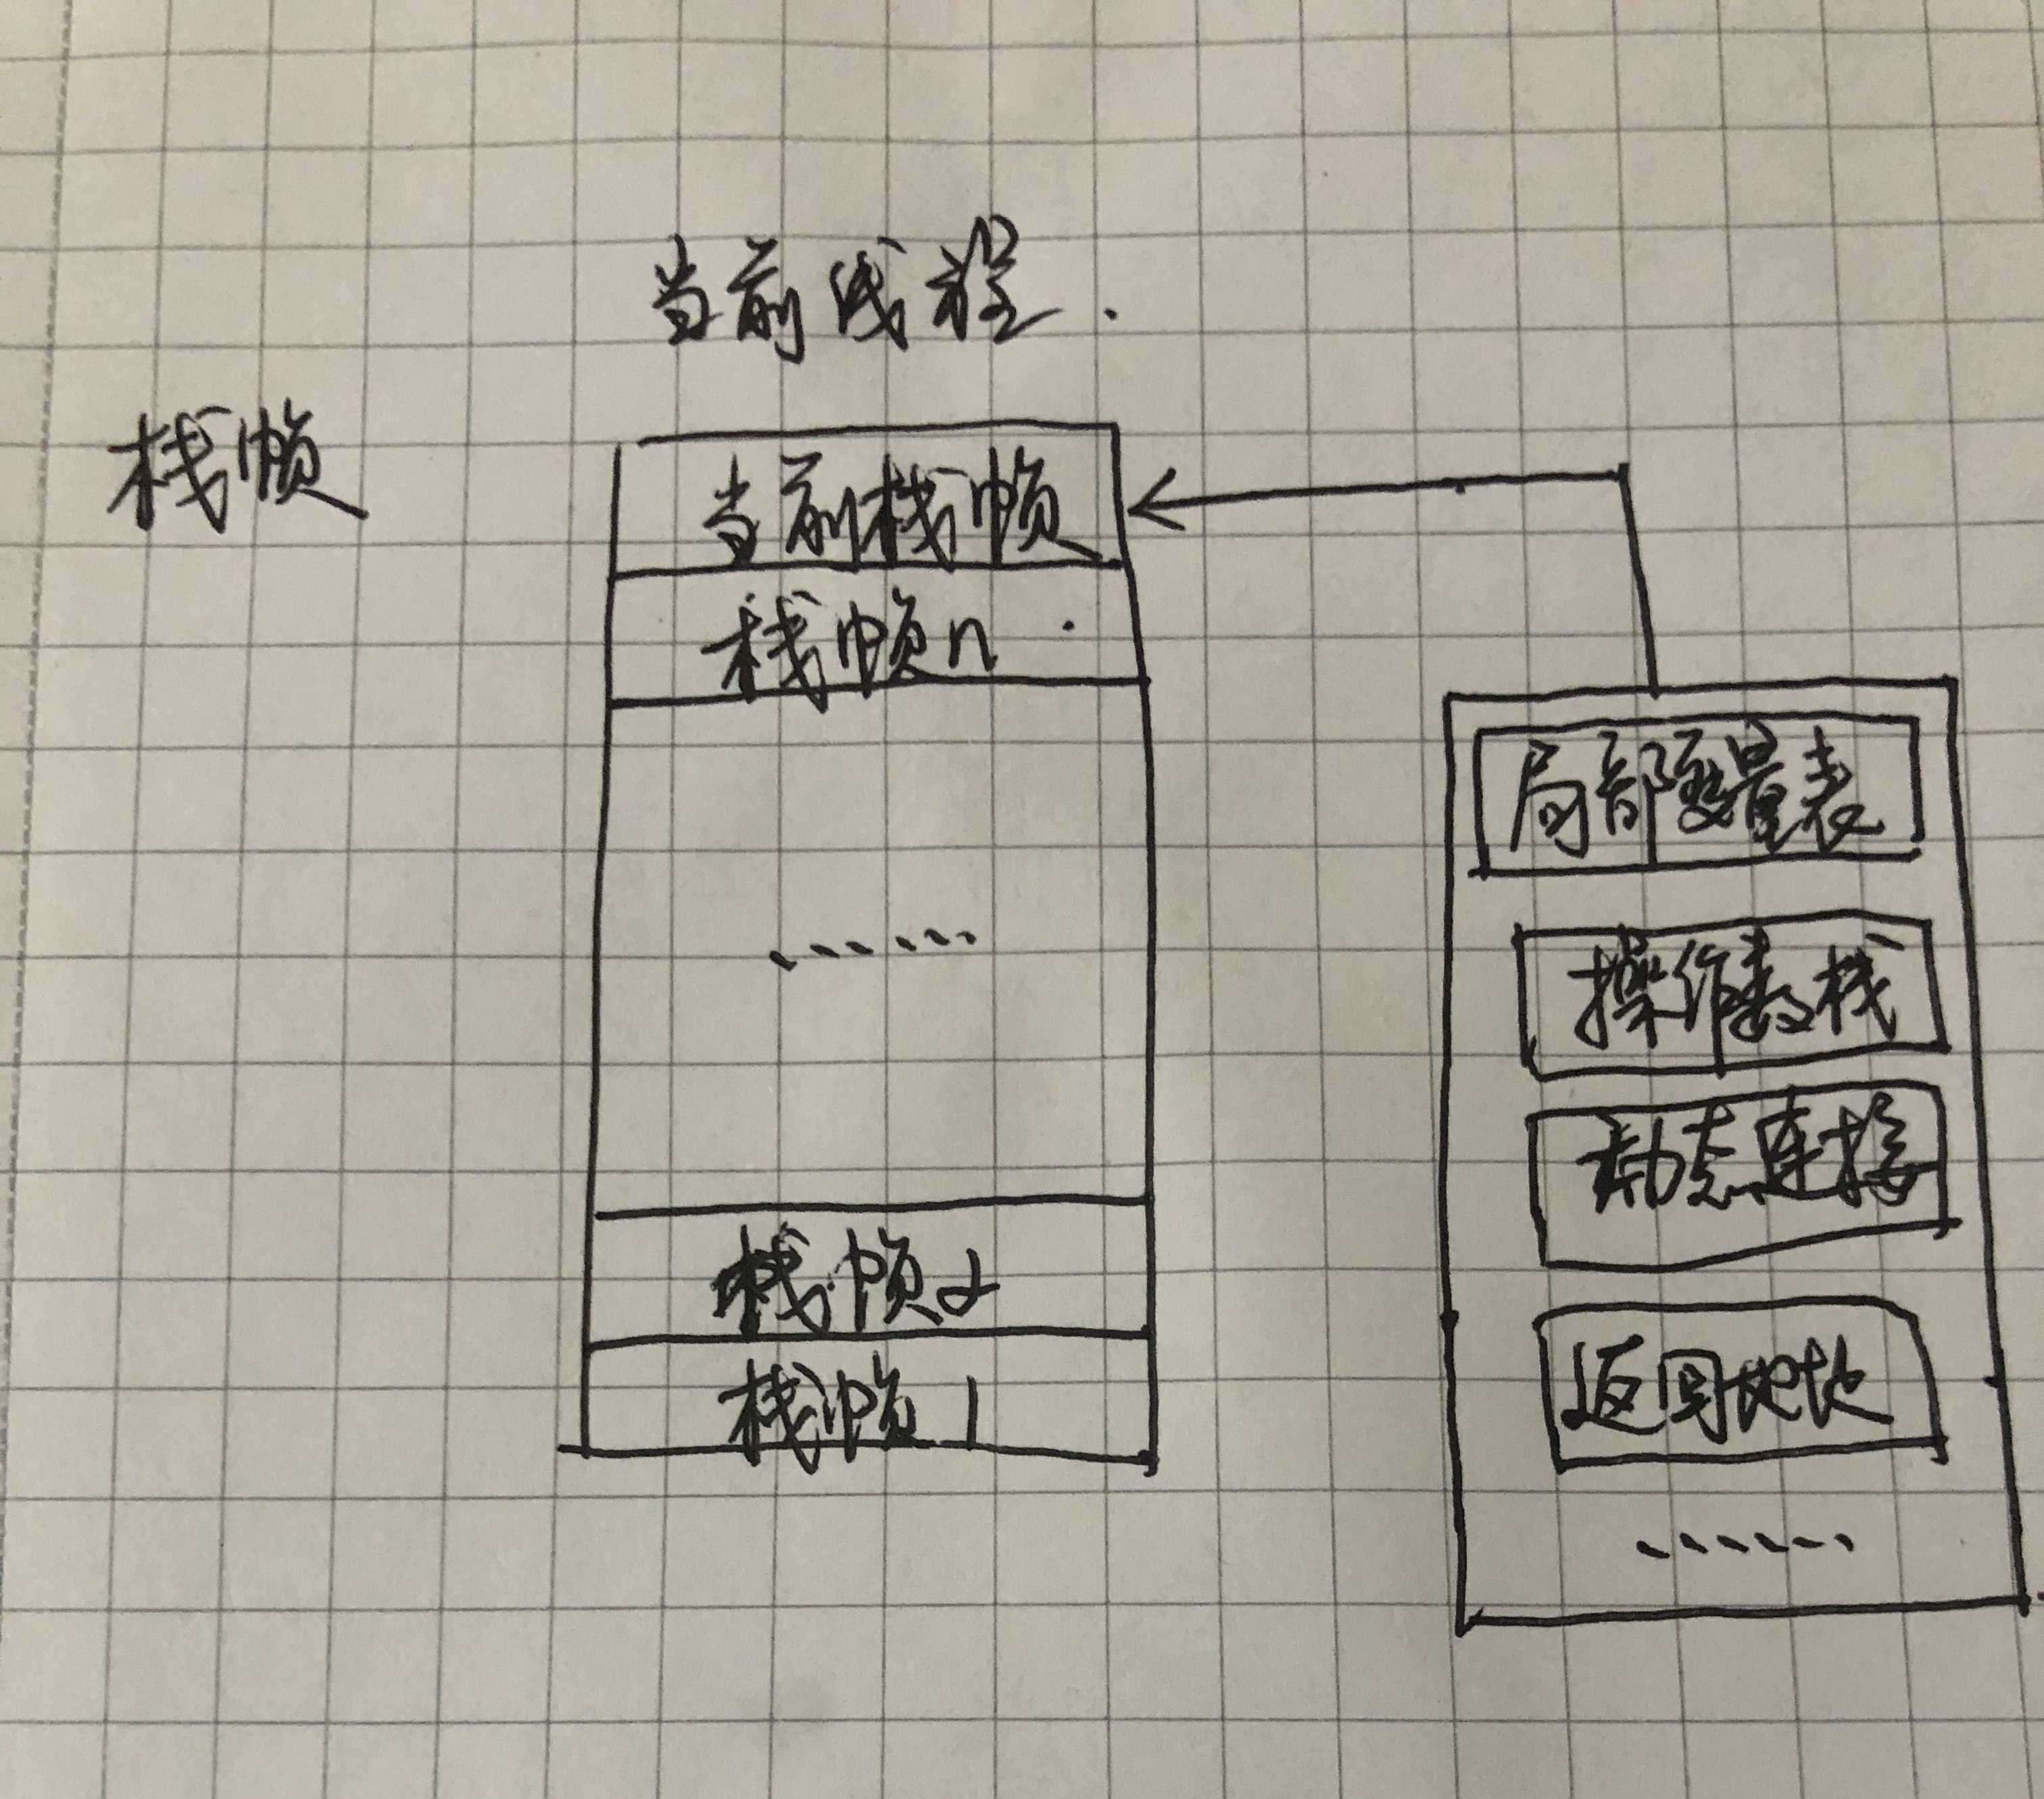 当前线程.
栈帧
当前栈帧
栈帧n
……
栈帧2
栈帧1
局部变量表
操作数栈
动态连接
返回地址
……